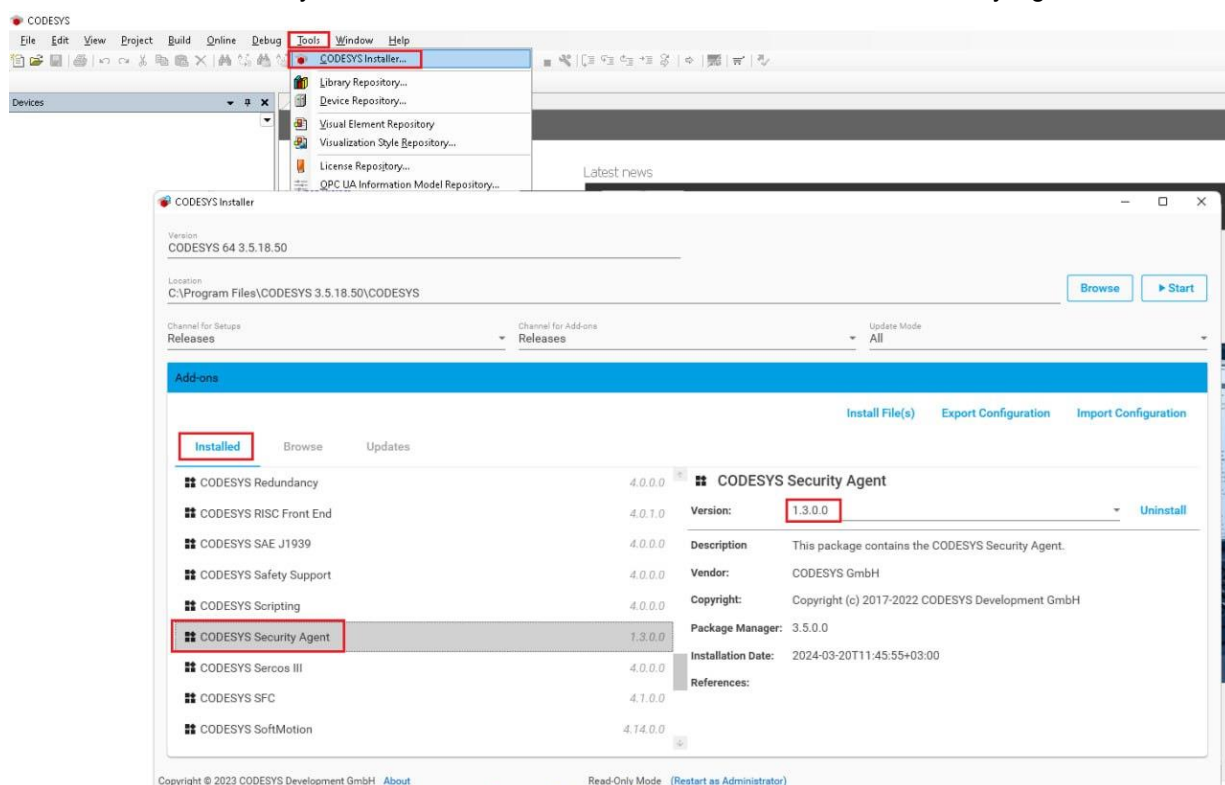 CODESYS
File Edit View Project Build Online Debug Tools Window Help
CODESYS Installer...
Library Repository...
Devices
Device Repository...
Visual Element Repository
Visualization Style Repository...
License Repository...
OPC UA Information Model Repository...
Latest news
CODESYS Installer
Version
CODESYS 64 3.5.18.50
Location
C:\Program Files\CODESYS 3.5.18.50\CODESYS
Browse Start
Channel for Setups Channel for Add-ons Update Mode
Releases Releases All
Add-ons
Install File(s) Export Configuration Import Configuration
Installed Browse Updates
CODESYS Redundancy 4.0.0.0
CODESYS RISC Front End 4.0.1.0
CODESYS SAE J1939 4.0.0.0
CODESYS Safety Support 4.0.0.0
CODESYS Scripting 4.0.0.0
CODESYS Security Agent 1.3.0.0
CODESYS Sercos III 4.0.0.0
CODESYS SFC 4.1.0.0
CODESYS SoftMotion 4.14.0.0
CODESYS Security Agent
Version: 1.3.0.0 Uninstall
Description This package contains the CODESYS Security Agent.
Vendor: CODESYS GmbH
Copyright: Copyright (c) 2017-2022 CODESYS Development GmbH
Package Manager: 3.5.0.0
Installation Date: 2024-03-20T11:45:55+03:00
References:
Copyright © 2023 CODESYS Development GmbH About Read-Only Mode (Restart as Administrator)